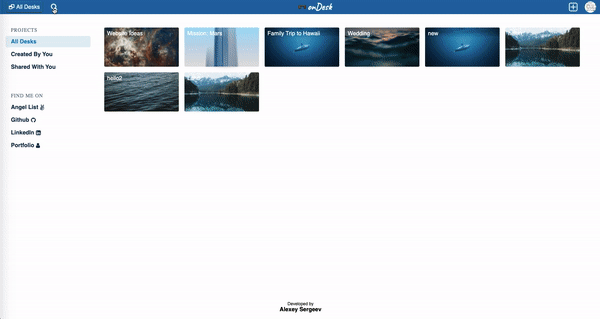 All Desks
onDesk
PROJECTS
All Desks
Created By You
Shared With You
FIND ME ON
Angel List
Github
LinkedIn
Portfolio
Website Ideas
Mission: Mars
Family Trip to Hawaii
Wedding
new
hello2
Developed by
Alexey Sergeev